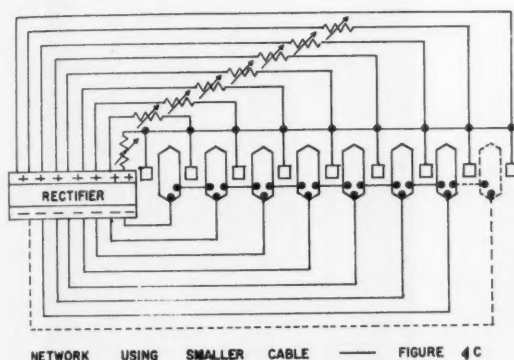 + + + + + + + +
RECTIFIER
− − − − − − − −
NETWORK USING SMALLER CABLE — FIGURE 4C